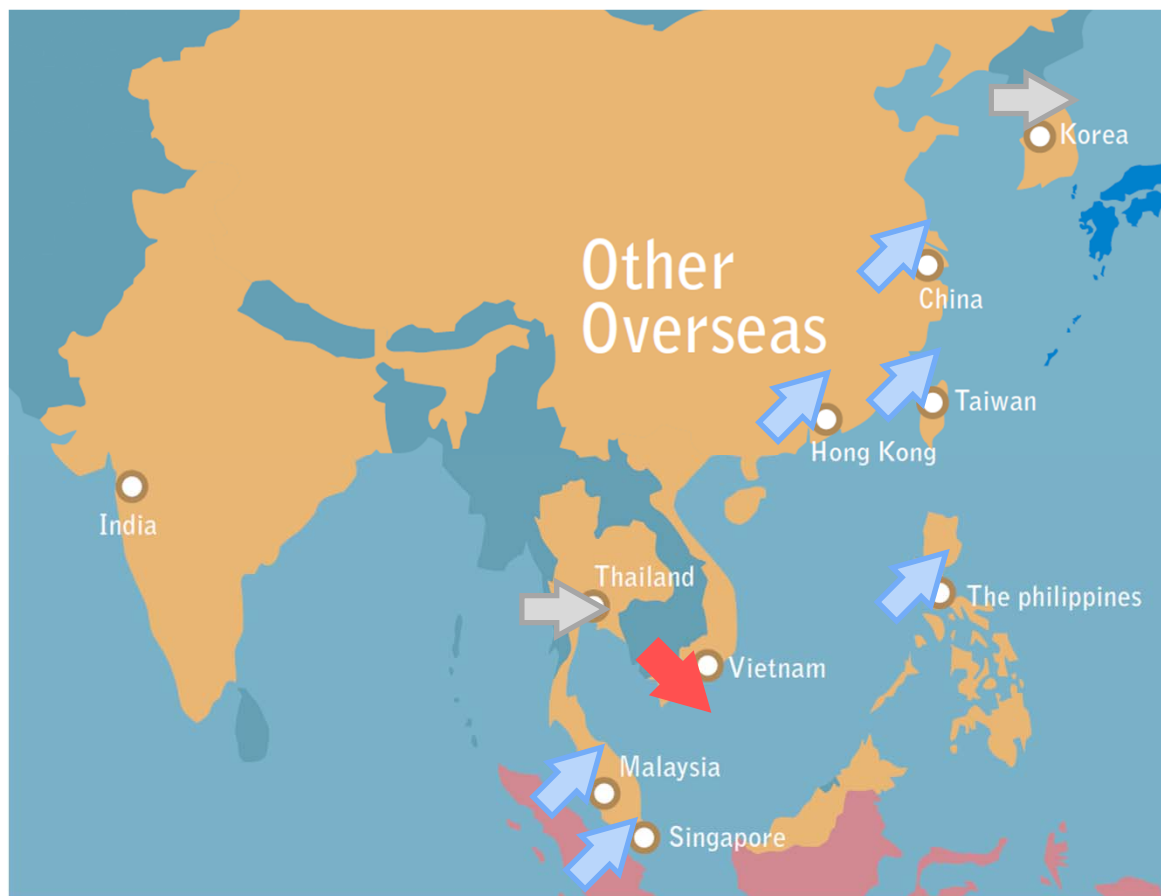 Korea
Other
Overseas
China
Taiwan
Hong Kong
India
Thailand
The philippines
Vietnam
Malaysia
Singapore